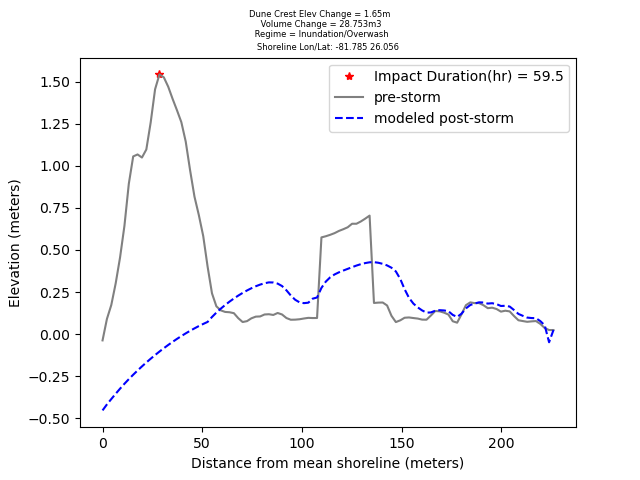 Dune Crest Elev Change = 1.65m
Volume Change = 28.753m3
Regime = Inundation/Overwash
Shoreline Lon/Lat: -81.785 26.056
Impact Duration(hr) = 59.5
pre-storm
modeled post-storm
Elevation (meters)
1.50
1.25
1.00
0.75
0.50
0.25
0.00
−0.25
−0.50
0 50 100 150 200
Distance from mean shoreline (meters)